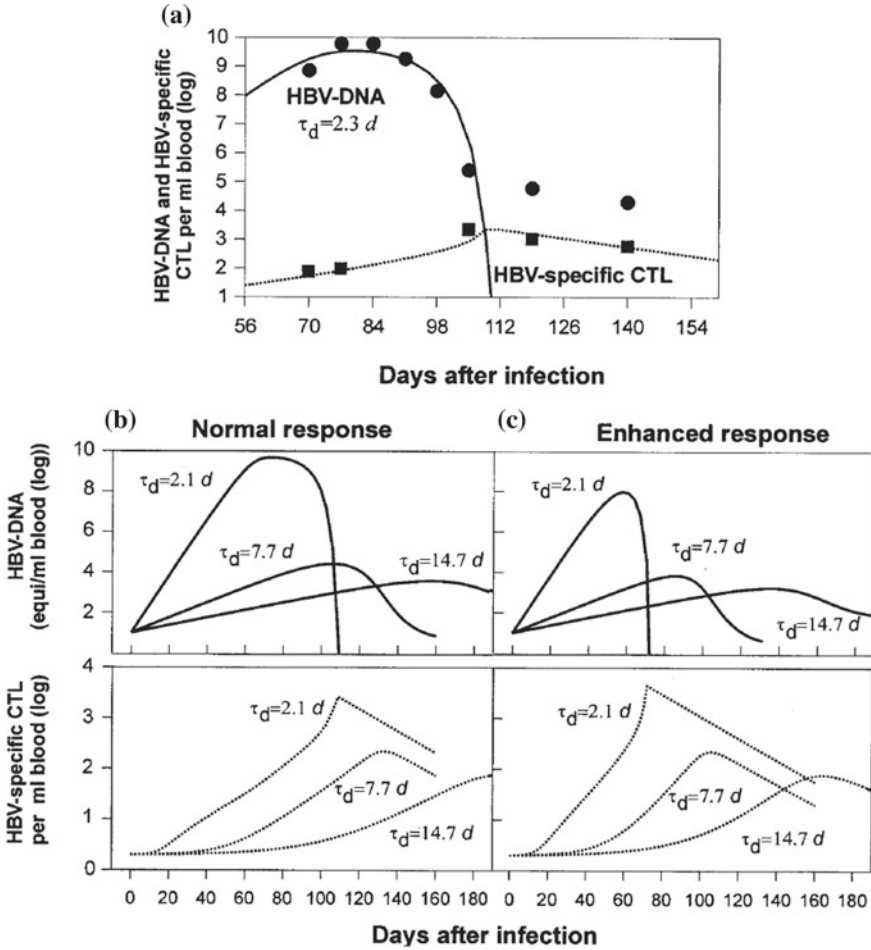 (a)
HBV-DNA and HBV-specific
CTL per ml blood (log)
10
9
8
7
6
5
4
3
2
1
HBV-DNA
τd=2.3 d
HBV-specific CTL
56 70 84 98 112 126 140 154
Days after infection
(b) Normal response
(c) Enhanced response
HBV-DNA
(equi/ml blood (log))
10
8
6
4
2
τd=2.1 d
τd=7.7 d
τd=14.7 d
τd=2.1 d
τd=7.7 d
τd=14.7 d
HBV-specific CTL
per ml blood (log)
4
3
2
1
0
τd=2.1 d
τd=7.7 d
τd=14.7 d
τd=2.1 d
τd=7.7 d
τd=14.7 d
0 20 40 60 80 100 120 140 160 180
0 20 40 60 80 100 120 140 160 180
Days after infection